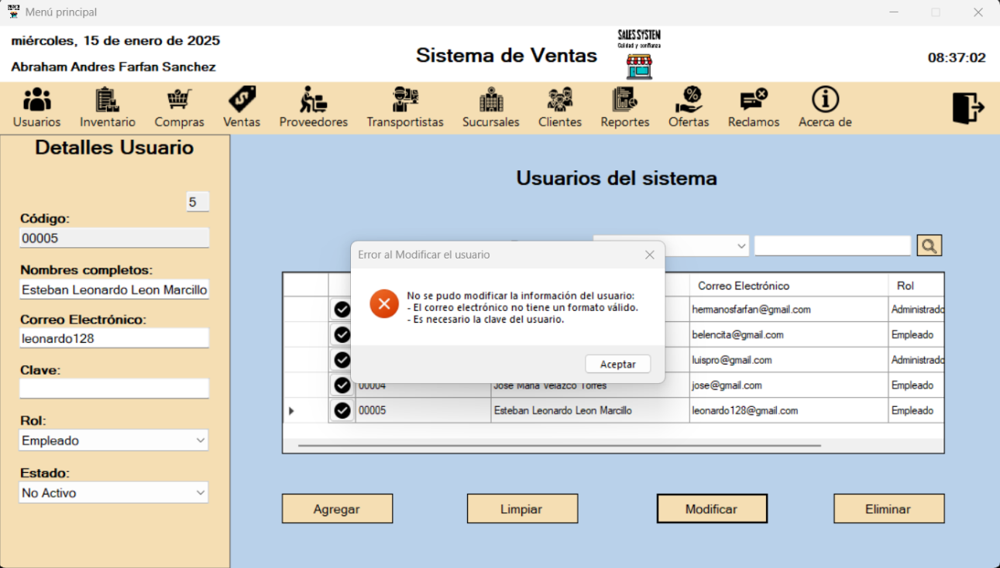 Menú principal
miércoles, 15 de enero de 2025
Abraham Andres Farfan Sanchez
Sistema de Ventas
SALES SYSTEM
Calidad y confianza
08:37:02
Usuarios Inventario Compras Ventas Proveedores Transportistas Sucursales Clientes Reportes Ofertas Reclamos Acerca de
Detalles Usuario
5
Código:
00005
Nombres completos:
Esteban Leonardo Leon Marcillo
Correo Electrónico:
leonardo128
Clave:
Rol:
Empleado
Estado:
No Activo
Usuarios del sistema
Error al Modificar el usuario
No se pudo modificar la información del usuario:
- El correo electrónico no tiene un formato válido.
- Es necesario la clave del usuario.
Aceptar
Correo Electrónico Rol
hermanosfarfan@gmail.com Administrado
belencita@gmail.com Empleado
luispro@gmail.com Administrado
00004 Jose Maria Velazco Torres jose@gmail.com Empleado
00005 Esteban Leonardo Leon Marcillo leonardo128@gmail.com Empleado
Agregar Limpiar Modificar Eliminar